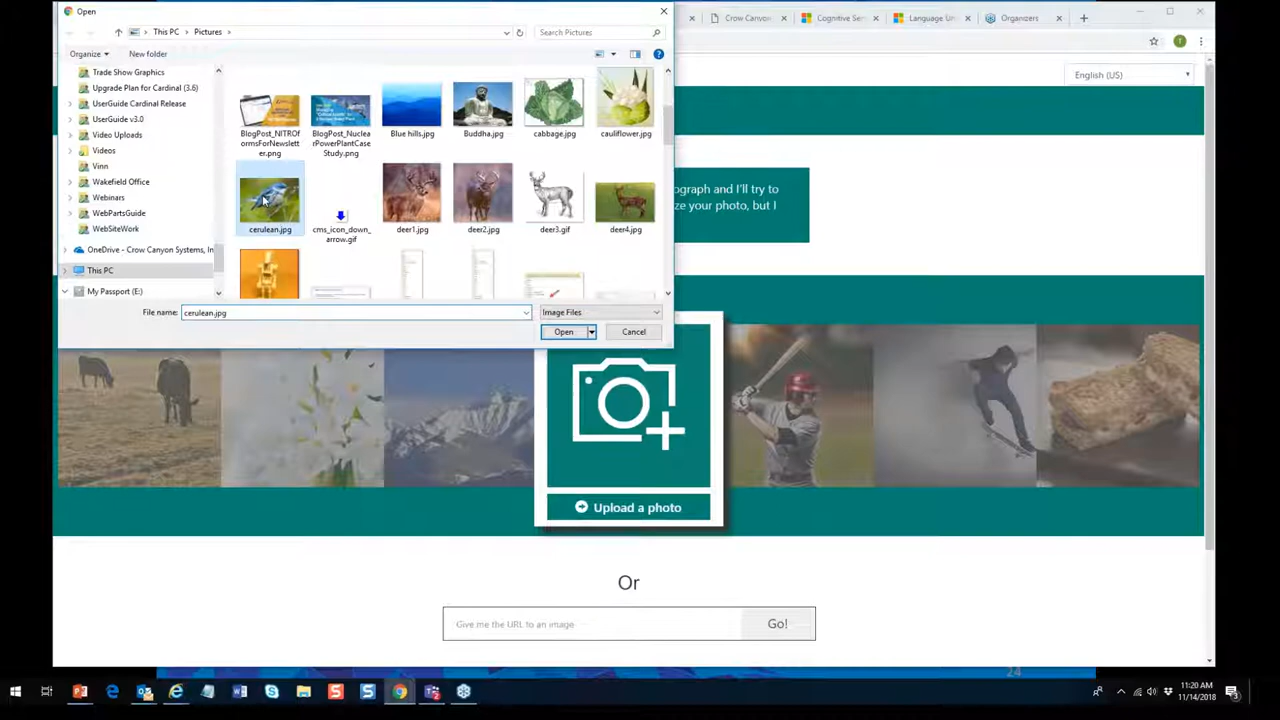 Open
Crow Canyon
Cognitive Ser
Language Un
Organizers
This PC > Pictures >
Search Pictures
Organize
New folder
T
English (US)
Trade Show Graphics
Upgrade Plan for Cardinal (3.6)
UserGuide Cardinal Release
UserGuide v3.0
Video Uploads
Videos
Vinn
Wakefield Office
Webinars
WebPartsGuide
WebSiteWork
OneDrive - Crow Canyon Systems, In
This PC
My Passport (E:)
BlogPost_NITROf
ormsForNewslett
er.png
BlogPost_Nuclea
rPowerPlantCase
Study.png
Blue hills.jpg
Buddha.jpg
cabbage.jpg
cauliflower.jpg
cerulean.jpg
cms_icon_down_
arrow.gif
deer1.jpg
deer2.jpg
deer3.gif
deer4.jpg
ograph and I'll try to
ze your photo, but I
File name:
cerulean.jpg
Image Files
Open
Cancel
Upload a photo
Or
Give me the URL to an image
Go!
24
11:20 AM
11/14/2018
3